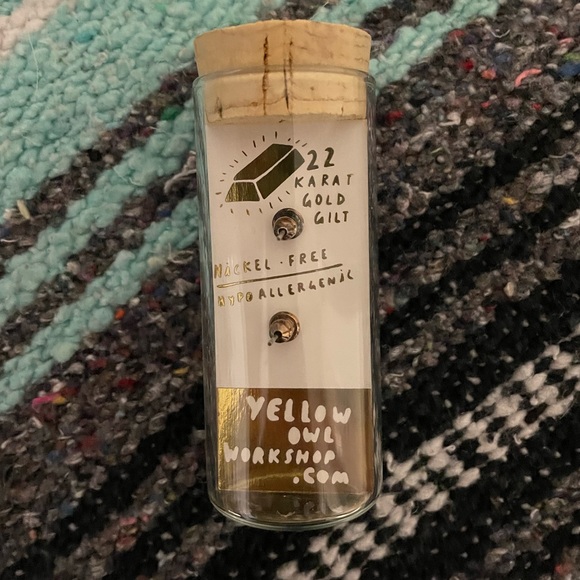 22
KARAT
GOLD
GILT
NICKEL · FREE
HYPOALLERGENIC
YELLOW
OWL
WORKSHOP
.COM